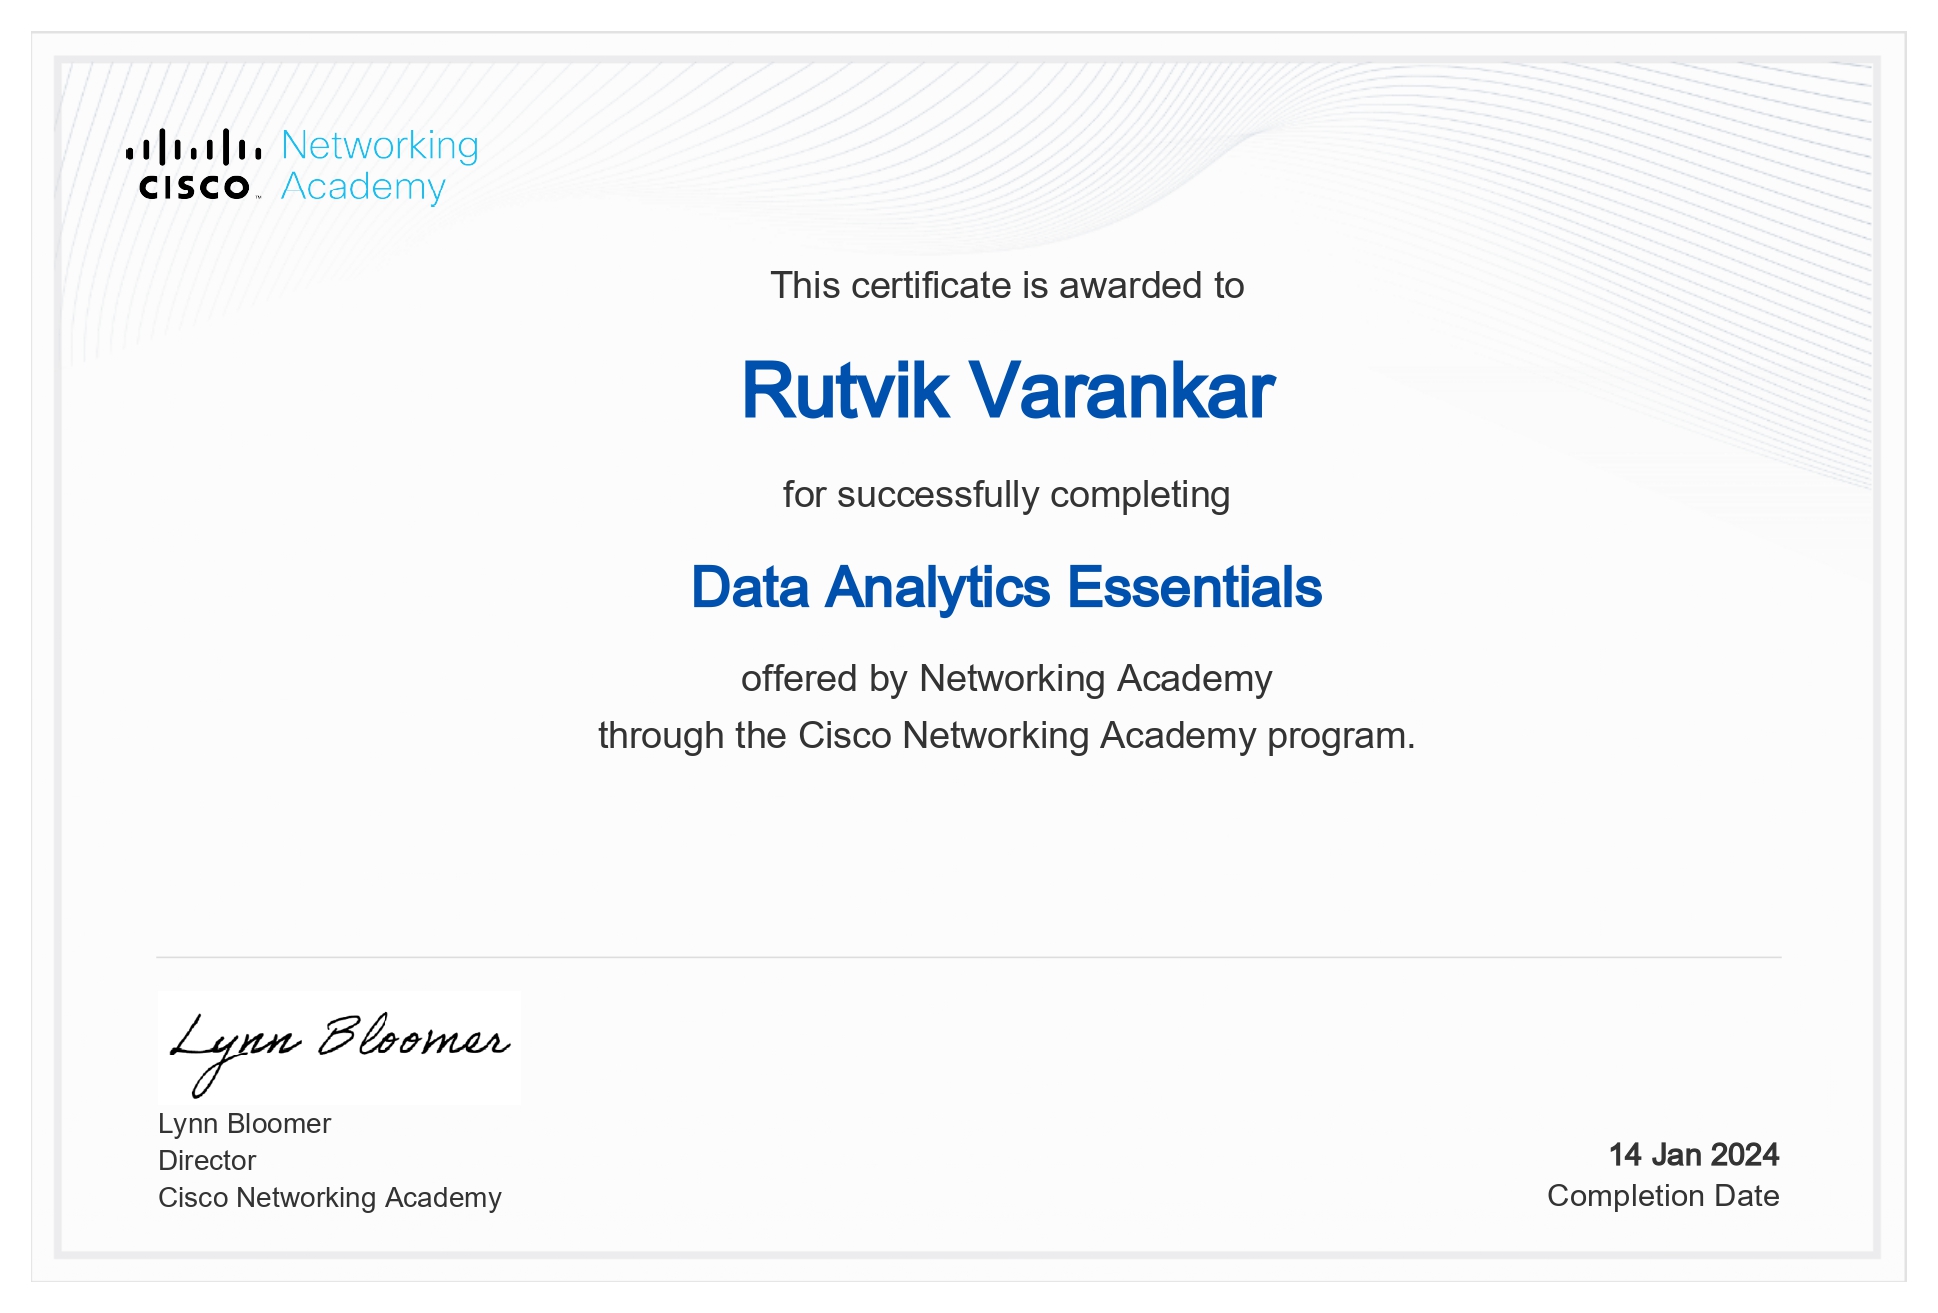 Networking
CISCO™ Academy
This certificate is awarded to
Rutvik Varankar
for successfully completing
Data Analytics Essentials
offered by Networking Academy
through the Cisco Networking Academy program.
Lynn Bloomer
Lynn Bloomer
Director
Cisco Networking Academy
14 Jan 2024
Completion Date